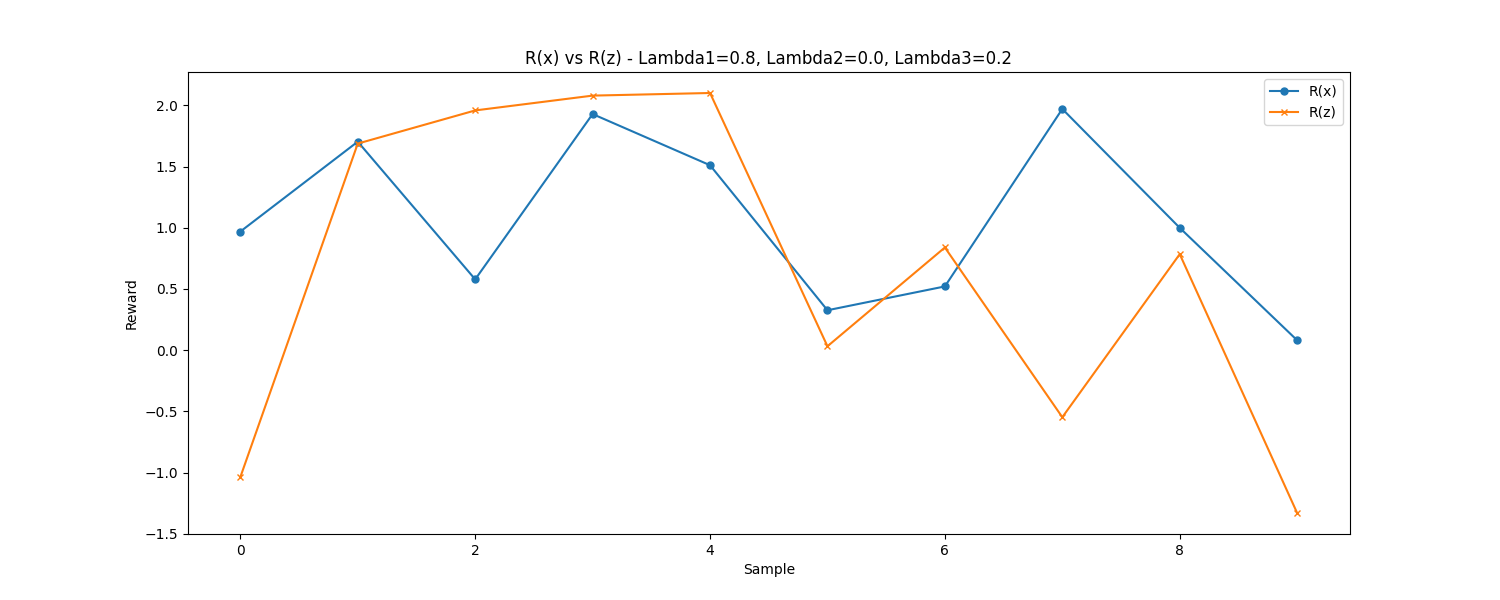 R(x) vs R(z) - Lambda1=0.8, Lambda2=0.0, Lambda3=0.2
R(x)
R(z)
2.0
1.5
1.0
0.5
0.0
−0.5
−1.0
−1.5
Reward
0 2 4 6 8
Sample